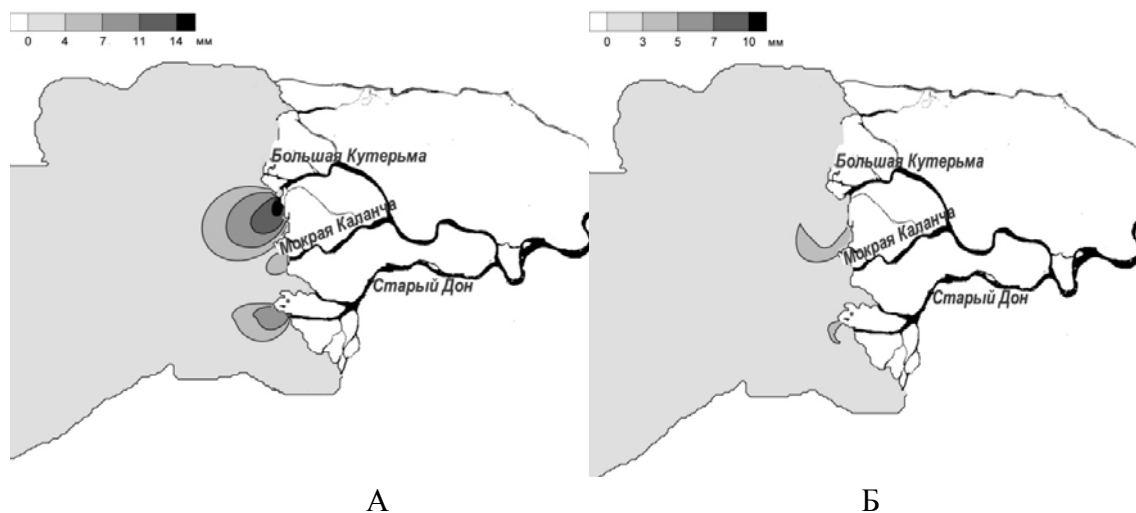 0 4 7 11 14 мм
0 3 5 7 10 мм
Большая Кутерьма
Мокрая Каланча
Старый Дон
Большая Кутерьма
Мокрая Каланча
Старый Дон
А
Б